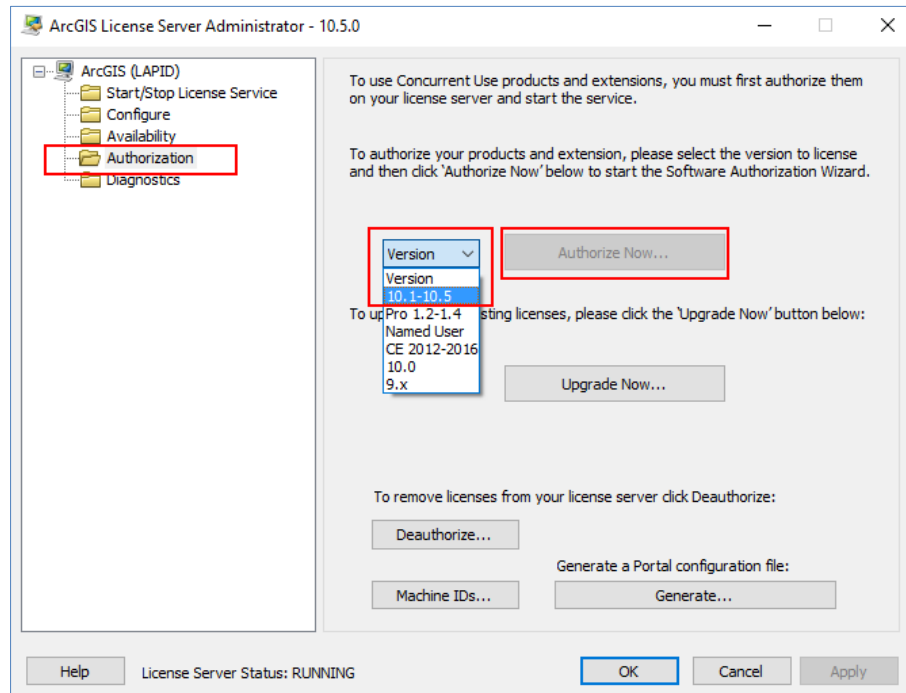 ArcGIS License Server Administrator - 10.5.0
ArcGIS (LAPID)
Start/Stop License Service
Configure
Availability
Authorization
Diagnostics
To use Concurrent Use products and extensions, you must first authorize them
on your license server and start the service.
To authorize your products and extension, please select the version to license
and then click `Authorize Now´ below to start the Software Authorization Wizard.
Version
Authorize Now...
Version
10.1-10.5
Pro 1.2-1.4
Named User
CE 2012-2016
10.0
9.x
To up sting licenses, please click the `Upgrade Now´ button below:
Upgrade Now...
To remove licenses from your license server click Deauthorize:
Deauthorize...
Generate a Portal configuration file:
Machine IDs...
Generate...
Help
License Server Status: RUNNING
OK
Cancel
Apply